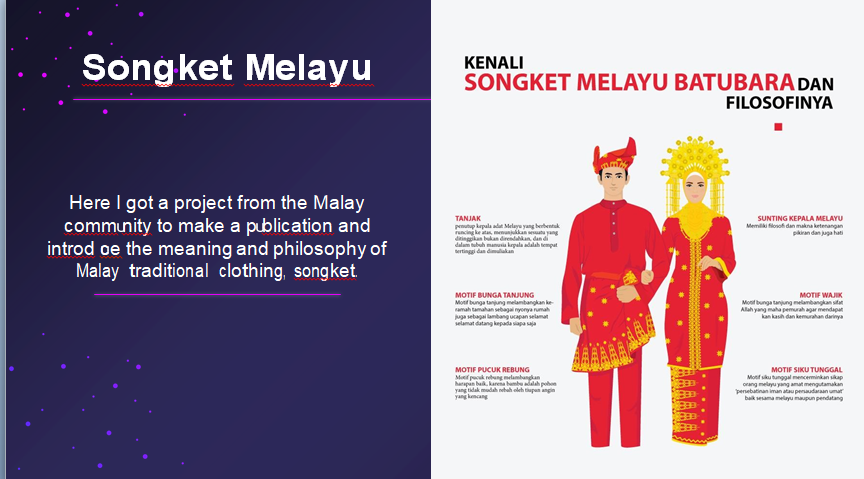 Songket Melayu
Here I got a project from the Malay
community to make a publication and
introd oe the meaning and philosophy of
Malay traditional clothing, songket.
KENALI
SONGKET MELAYU BATUBARA DAN
FILOSOFINYA
TANJAK
penutup kepala adat Melayu yang berbentuk
runcing ke atas, menunjukkan sesuatu yang
ditinggikan bukan direndahkan, dan di
dalam tubuh manusia kepala adalah tempat
tertinggi dan dimuliakan
MOTIF BUNGA TANJUNG
Motif bunga tanjung melambangkan ke-
ramah tamahan sebagai nyonya rumah
juga sebagai lambang ucapan selamat
selamat datang kepada siapa saja
MOTIF PUCUK REBUNG
Motif pucuk rebung melambangkan
harapan baik, karena bambu adalah pohon
yang tidak mudah rebah oleh tiupan angin
yang kencang
SUNTING KEPALA MELAYU
Memiliki filosofi dan makna ketenangan
pikiran dan juga hati
MOTIF WAJIK
Motif bunga tanjung melambangkan sifat
Allah yang maha pemurah agar mendapat
kan kasih dan kemurahan darinya
MOTIF SIKU TUNGGAL
Motif siku tunggal mencerminkan sikap
orang melayu yang amat mengutamakan
'persebatinan iman atau persaudaraan umat'
baik sesama melayu maupun pendatang